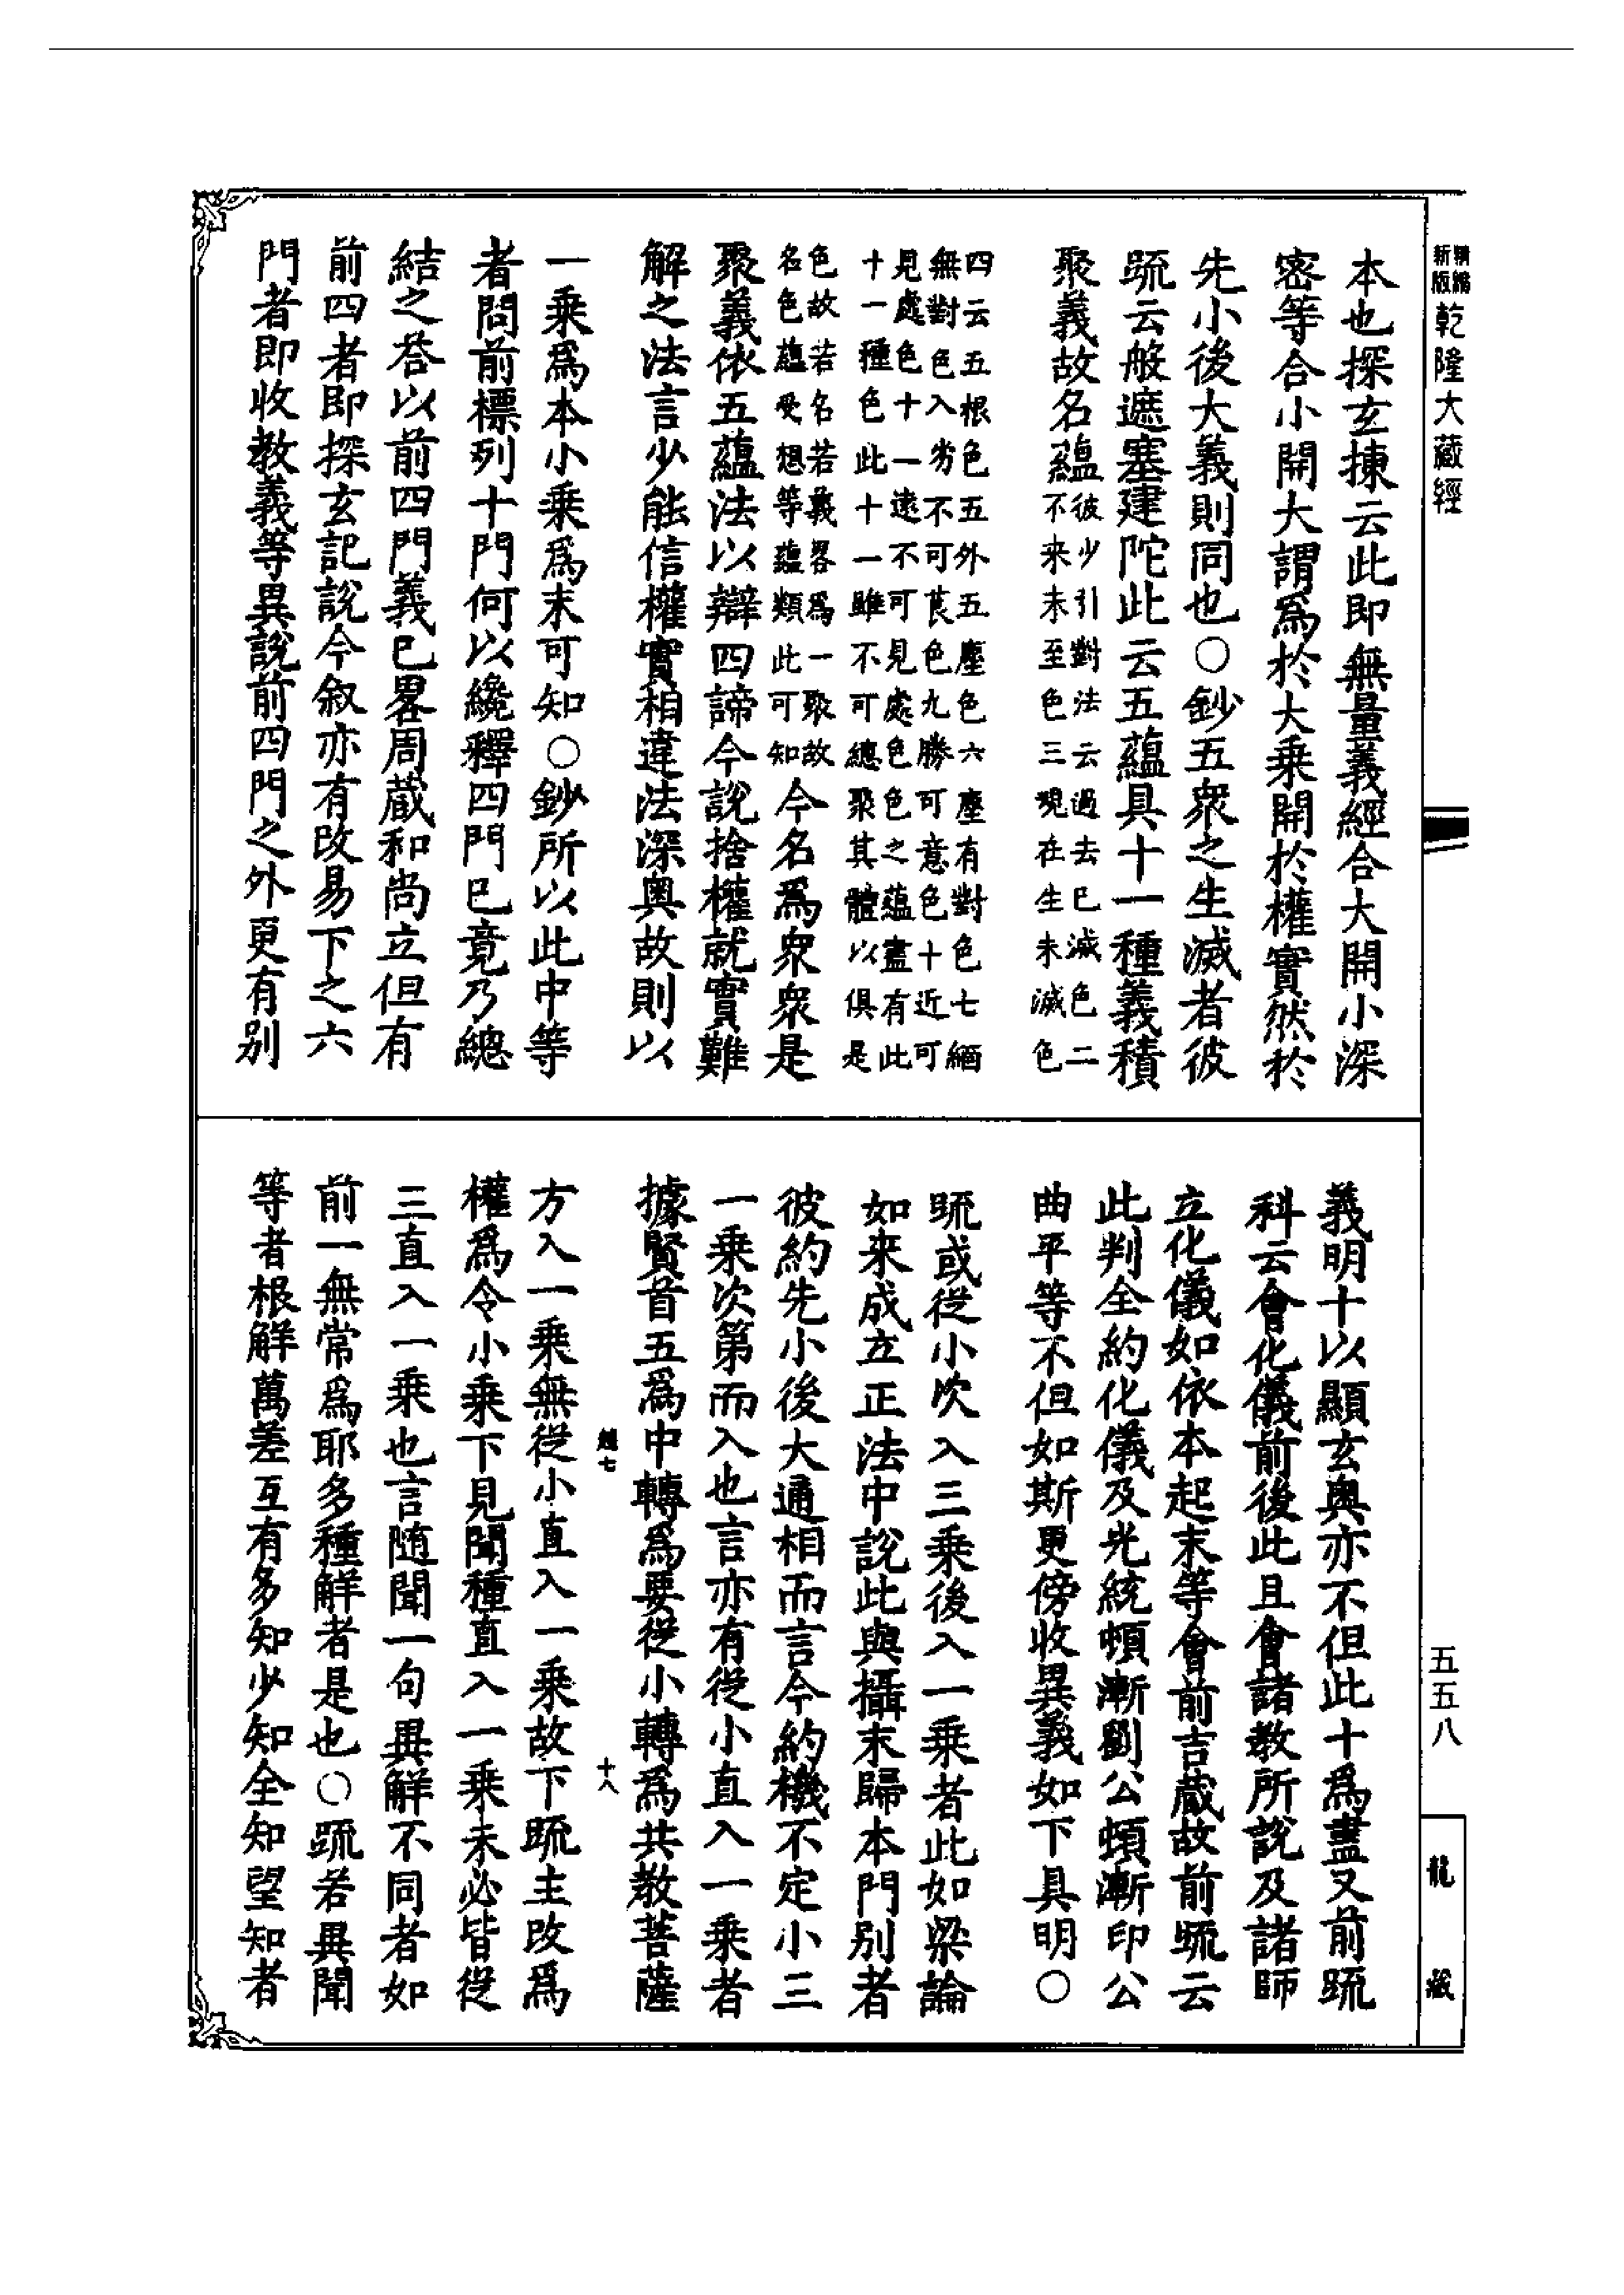 精縮
新版
乾隆大藏經
本也探玄揀云此即無量義經合大開小深
密等合小開大謂爲於大乘開於權實然於
先小後大義則同也○鈔五衆之生滅者彼
䟽云般遮塞建陀此云五蘊具十一種義積
聚義故名蘊
彼少引對法云過去已滅色二
不來未至色三現在生未滅色
四云五根色五外五塵色六塵有對色七緬
無對色入劣不可莨色九勝可意色十近可
見處色十一遠不可見處色色之蘊盡有此
十一種色此十一雖不可總聚其體以俱是
色故若名若義畧爲一聚故
名色蘊受想等蘊類此可知
今名爲衆衆是
聚義依五蘊法以辯四諦今說捨權就實難
解之法言少能信權實相違法深奥故則以
一乘爲本小乘爲末可知○鈔所以此中等
者問前標列十門何以纔釋四門巳竟乃總
結之荅以前四門義已畧周藏和尚立但有
前四者即探玄記說今叙亦有改易下之六
門者即收教義等異說前四門之外更有别
義明十以顯玄奥亦不但此十爲盡又前䟽
科云會化儀前後此且會諸教所說及諸師
立化儀如依本起末等會前吉藏故前䟽云
此判全約化儀及光統頓漸劉公頓漸印公
曲平等不但如斯更傍收異義如下具明○
䟽或從小次入三乘後入一乘者此如梁論
如來成立正法中說此與攝末歸本門别者
彼約先小後大通相而言今約機不定小三
一乘次第而入也言亦有從小直入一乘者
據賢首五爲中轉爲要從小轉爲共教菩薩
方入一乘無從小直入一乘故下䟽主改爲
權爲令小乘下見聞種直入一乘未必皆從
三直入一乘也言隨聞一句異解不同者如
前一無常爲耶多種解者是也○䟽若異聞
等者根解萬差互有多知少知全知望知者
趙七
十八
五五八
龍藏